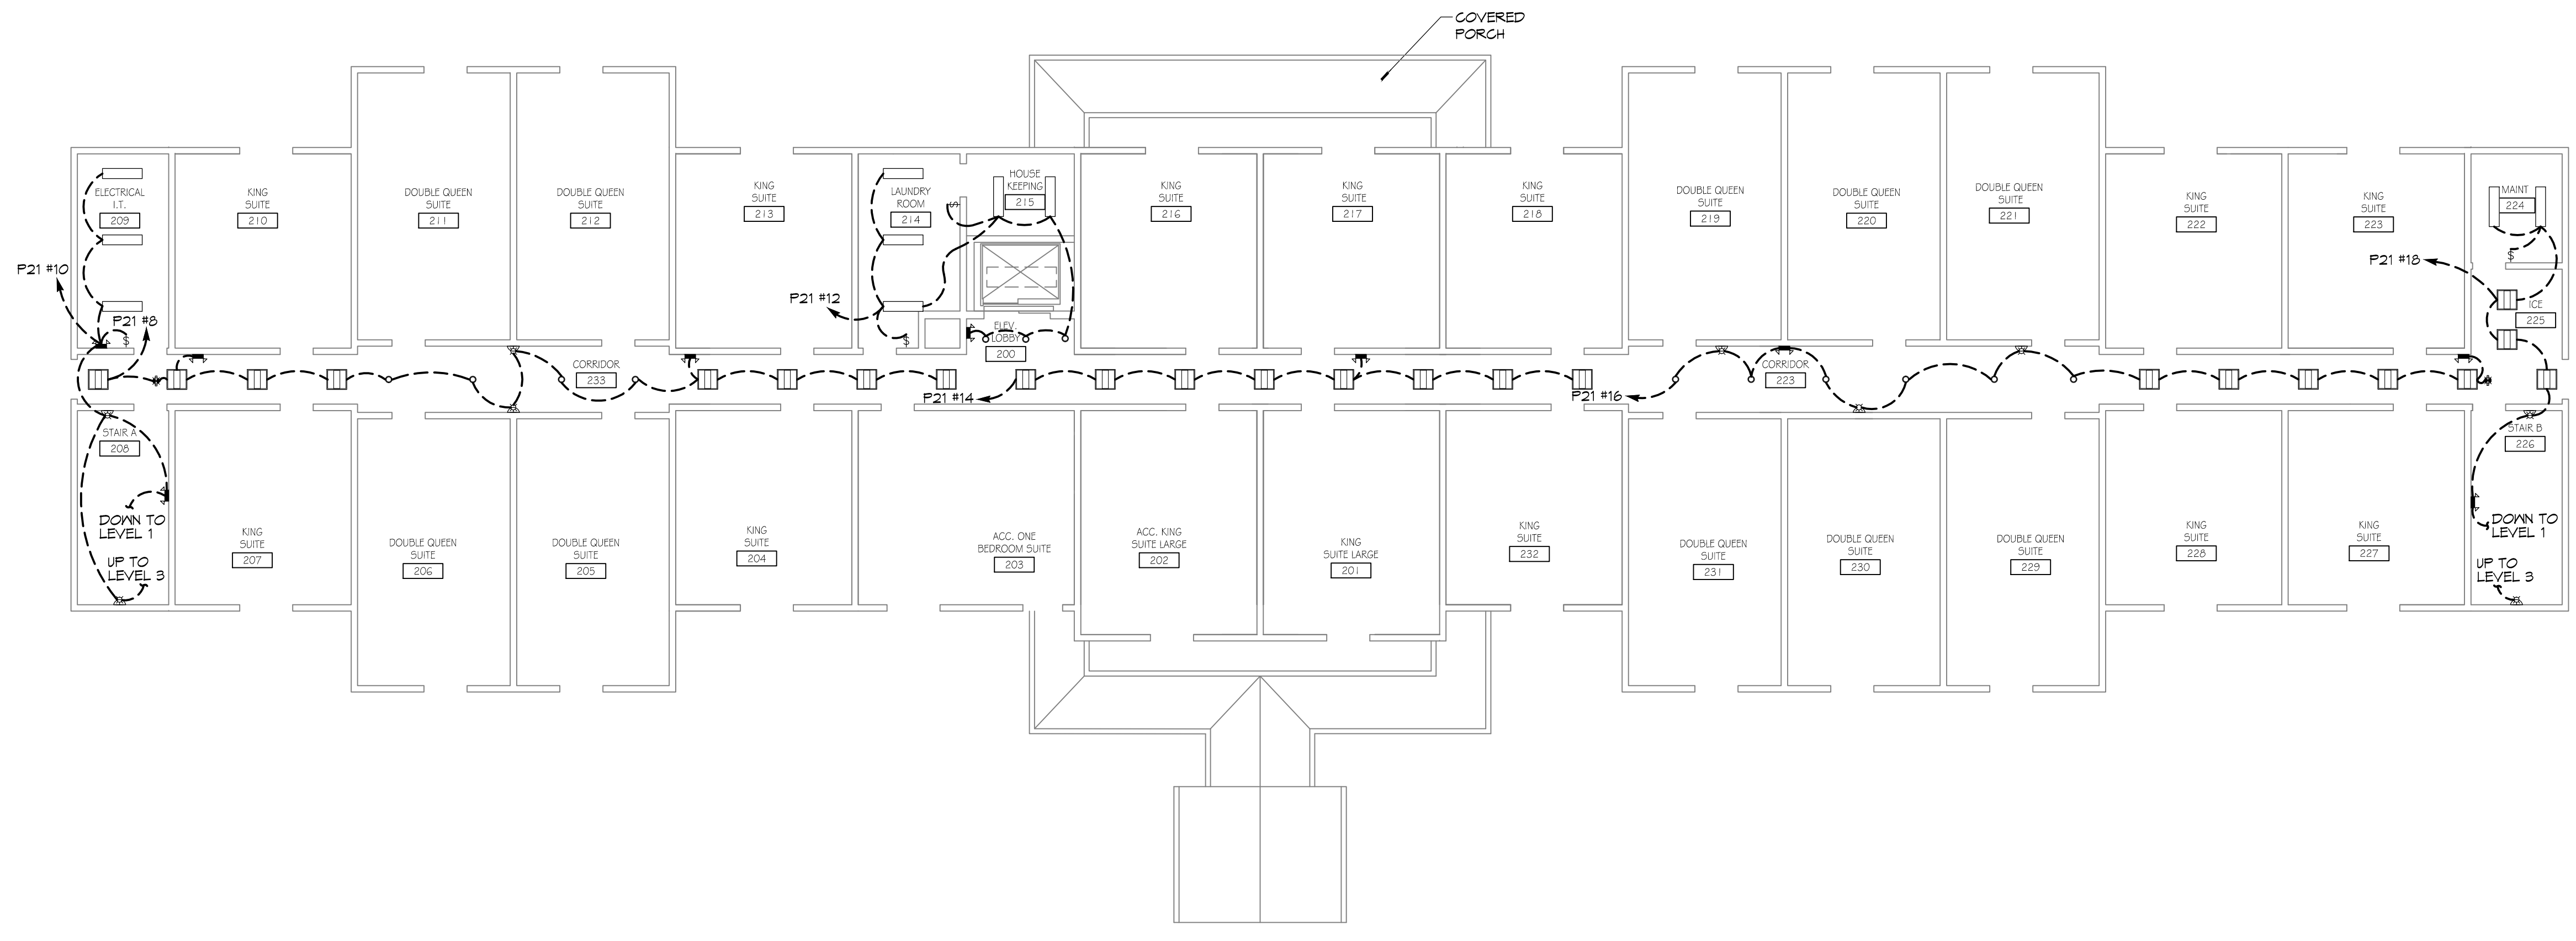 COVERED
PORCH
ELECTRICAL
I.T.
209
KING
SUITE
210
DOUBLE QUEEN
SUITE
211
DOUBLE QUEEN
SUITE
212
KING
SUITE
213
LAUNDRY
ROOM
214
$
HOUSE
KEEPING
215
KING
SUITE
216
KING
SUITE
217
KING
SUITE
218
DOUBLE QUEEN
SUITE
219
DOUBLE QUEEN
SUITE
220
DOUBLE QUEEN
SUITE
221
KING
SUITE
222
KING
SUITE
223
MAINT
224
$
P21 #10
P21 #8
$
P21 #12
$
ELEV.
LOBBY
200
P21 #18
ICE
225
CORRIDOR
233
P21 #14
P21 #16
CORRIDOR
223
STAIR A
208
STAIR B
226
DOWN TO
LEVEL 1
UP TO
LEVEL 3
KING
SUITE
207
DOUBLE QUEEN
SUITE
206
DOUBLE QUEEN
SUITE
205
KING
SUITE
204
ACC. ONE
BEDROOM SUITE
203
ACC. KING
SUITE LARGE
202
KING
SUITE LARGE
201
KING
SUITE
232
DOUBLE QUEEN
SUITE
231
DOUBLE QUEEN
SUITE
230
DOUBLE QUEEN
SUITE
229
KING
SUITE
228
KING
SUITE
227
DOWN TO
LEVEL 1
UP TO
LEVEL 3